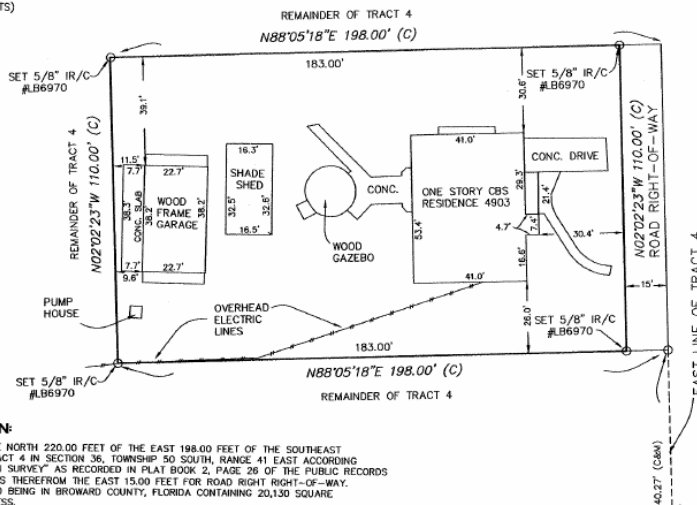 TS)
REMAINDER OF TRACT 4
N88°05'18"E 198.00' (C)
183.00'
SET 5/8" IR/C
#LB6970
SET 5/8" IR/C
#LB6970
39.1'
30.6'
REMAINDER OF TRACT 4
N02°02'23"W 110.00' (C)
N02°02'23"W 110.00' (C)
ROAD RIGHT-OF-WAY
11.5'
7.7'
22.7'
38.3'
CONC. SLAB
38.2'
WOOD
FRAME
GARAGE
38.2'
7.7'
22.7'
9.6'
16.3'
SHADE
SHED
32.5'
32.6'
16.5'
WOOD
GAZEBO
CONC.
41.0'
ONE STORY CBS
RESIDENCE 4903
53.4'
29.3'
41.0'
CONC. DRIVE
21.4'
4.7'
7.4'
16.6'
30.4'
26.0'
15'
PUMP
HOUSE
OVERHEAD
ELECTRIC
LINES
SET 5/8" IR/C
#LB6970
183.00'
N88°05'18"E 198.00' (C)
SET 5/8" IR/C
#LB6970
REMAINDER OF TRACT 4
EAST LINE OF TRACT 4
40.27' (C&M)
N:
NORTH 220.00 FEET OF THE EAST 198.00 FEET OF THE SOUTHEAST
ACT 4 IN SECTION 36, TOWNSHIP 50 SOUTH, RANGE 41 EAST ACCORDING
SURVEY" AS RECORDED IN PLAT BOOK 2, PAGE 26 OF THE PUBLIC RECORDS
S THEREFROM THE EAST 15.00 FEET FOR ROAD RIGHT RIGHT-OF-WAY.
BEING IN BROWARD COUNTY, FLORIDA CONTAINING 20,130 SQUARE
ESS.